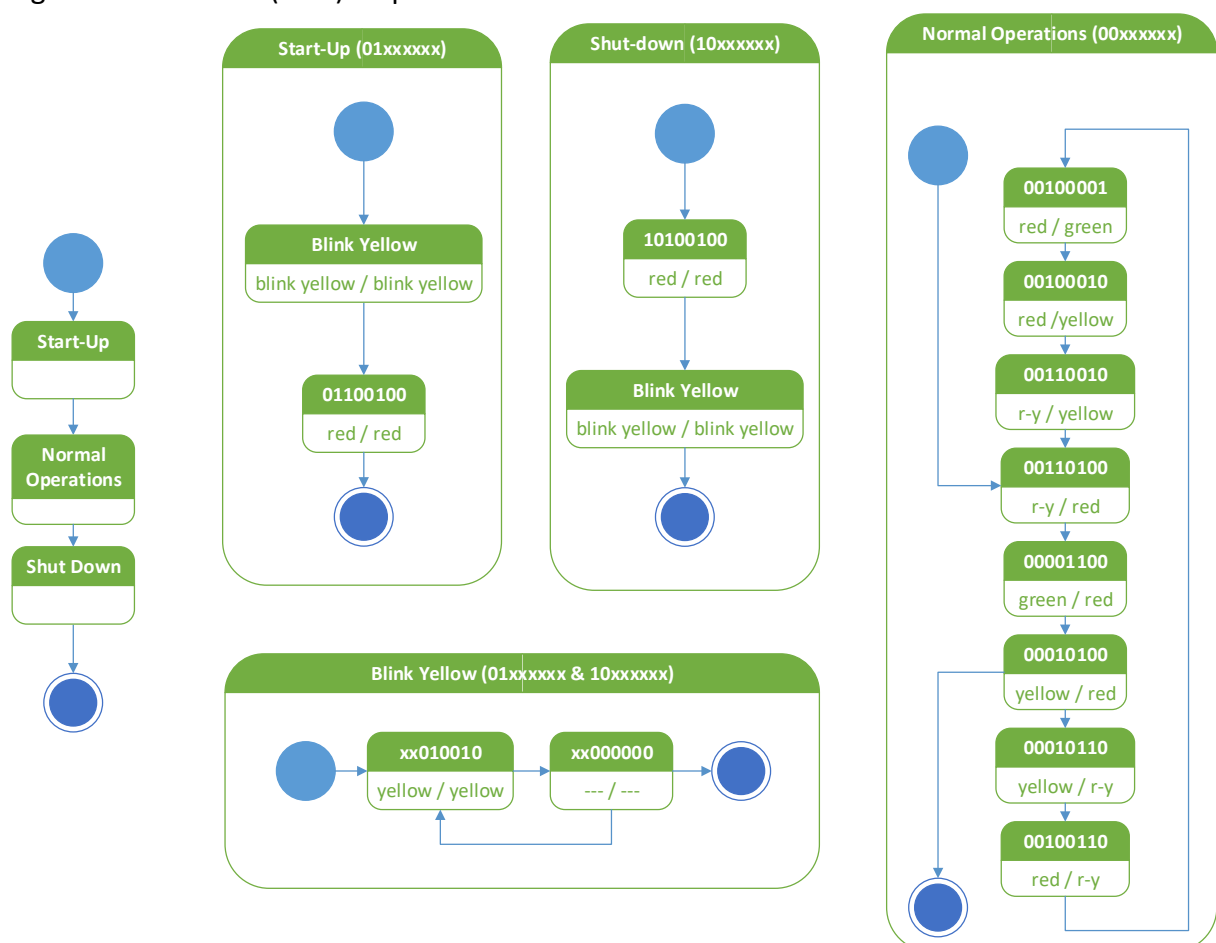 Start-Up
Normal
Operations
Shut Down
Start-Up (01xxxxxx)
Blink Yellow
blink yellow / blink yellow
01100100
red / red
Shut-down (10xxxxxx)
10100100
red / red
Blink Yellow
blink yellow / blink yellow
Blink Yellow (01xxxxxx & 10xxxxxx)
xx010010
yellow / yellow
xx000000
--- / ---
Normal Operations (00xxxxxx)
00100001
red / green
00100010
red /yellow
00110010
r-y / yellow
00110100
r-y / red
00001100
green / red
00010100
yellow / red
00010110
yellow / r-y
00100110
red / r-y